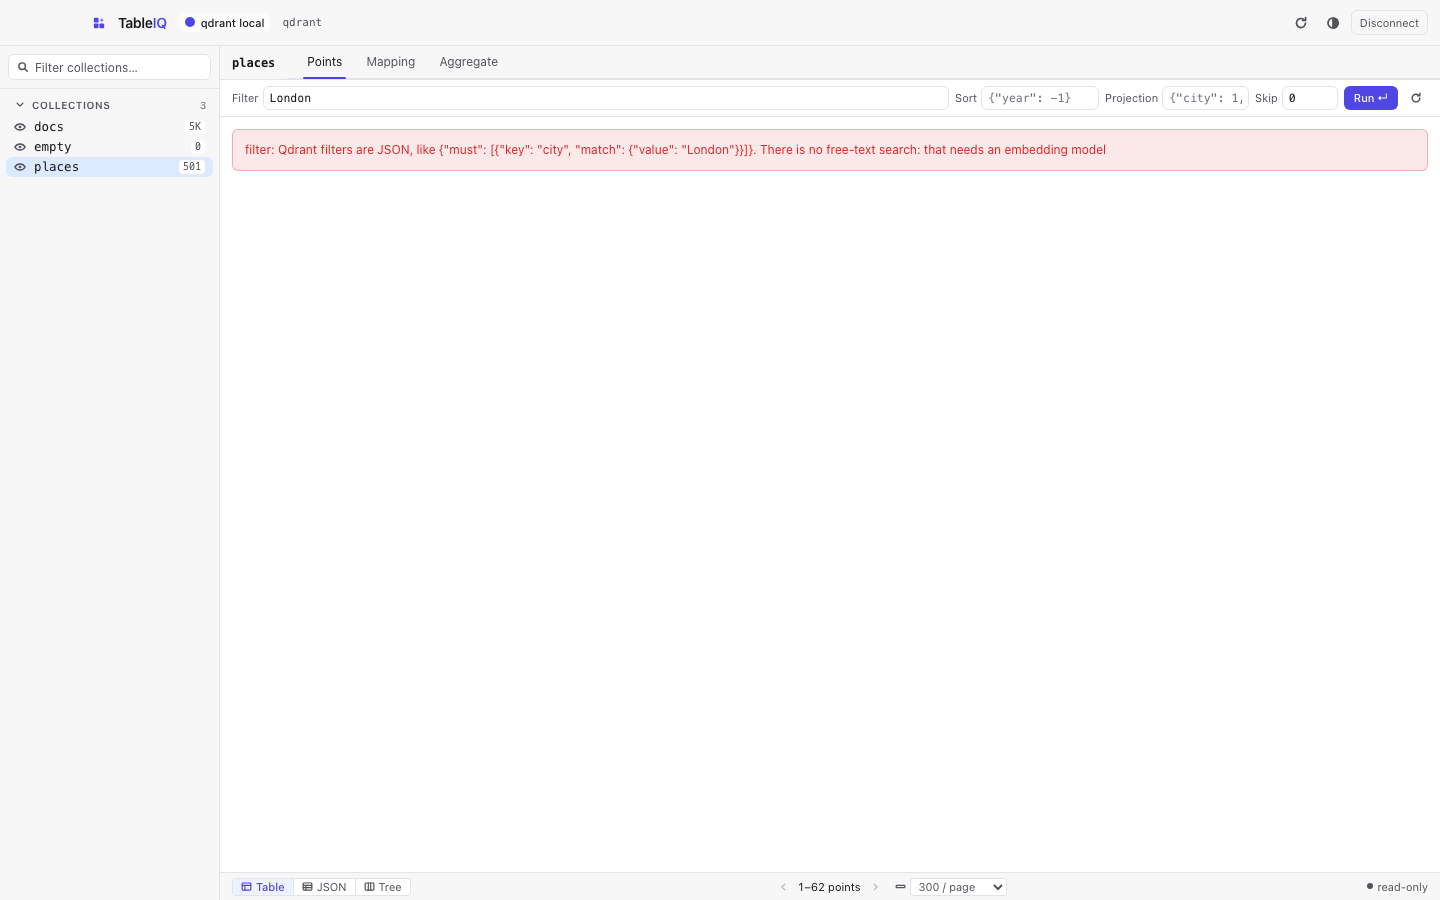 TableIQ
qdrant local
qdrant
Disconnect
Filter collections...
COLLECTIONS 3
docs 5K
empty 0
places 501
places
Points
Mapping
Aggregate
Filter London Sort {"year": −1} Projection {"city": 1, Skip 0 Run ↵
filter: Qdrant filters are JSON, like {"must": [{"key": "city", "match": {"value": "London"}}]}. There is no free-text search: that needs an embedding model
Table JSON Tree
1–62 points
300 / page
read-only